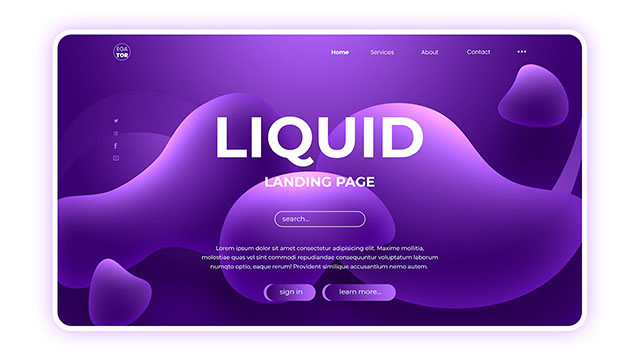 EGA
TOR
Home Services About Contact
LIQUID
LANDING PAGE
search...
Lorem ipsum dolor sit amet consectetur adipisicing elit. Maxime mollitia,
molestiae vel sint commodi repudiandae consequuntur voluptatum laborum
numquto optio, eaque rerum! Provident similique accusantium nemo autem.
sign in
learn more...